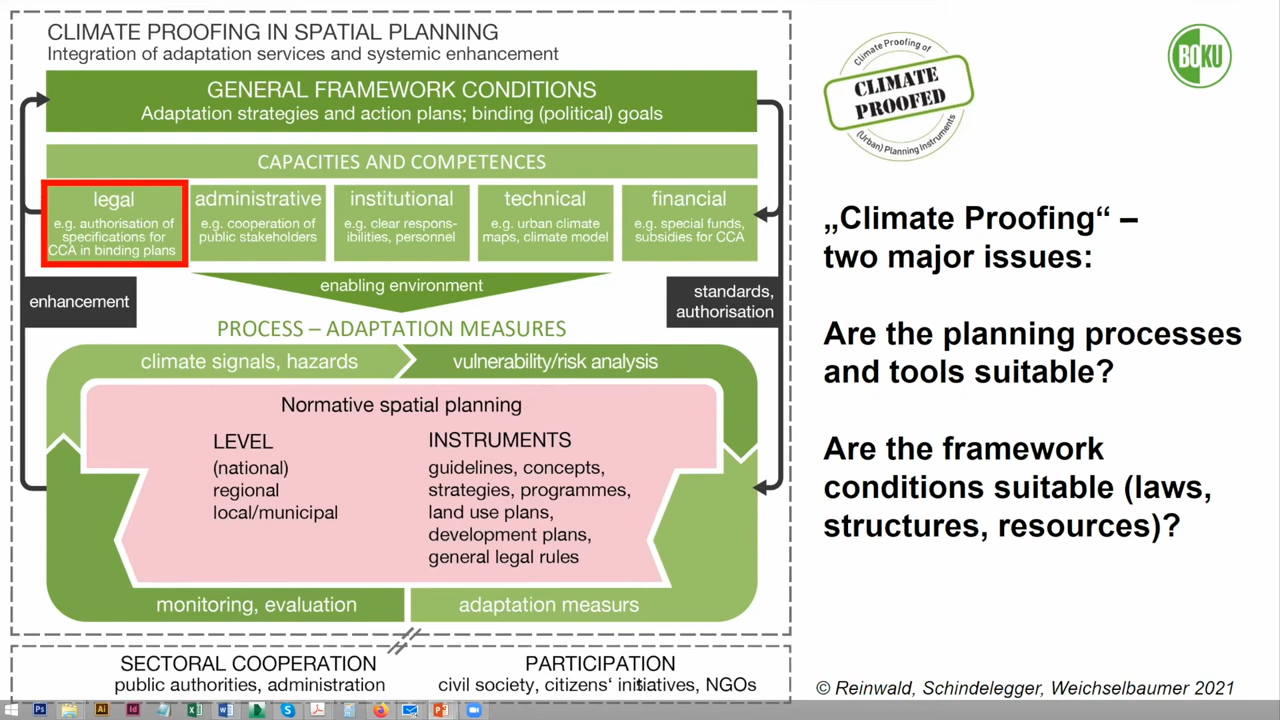 CLIMATE PROOFING IN SPATIAL PLANNING
Integration of adaptation services and systemic enhancement
GENERAL FRAMEWORK CONDITIONS
Adaptation strategies and action plans; binding (political) goals
CAPACITIES AND COMPETENCES
legal
e.g. authorisation of
specifications for
CCA in binding plans
administrative
e.g. cooperation of
public stakeholders
institutional
e.g. clear respons-
ibilities, personnel
technical
e.g. urban climate
maps, climate model
financial
e.g. special funds,
subsidies for CCA
enabling environment
enhancement
standards,
authorisation
PROCESS – ADAPTATION MEASURES
climate signals, hazards
vulnerability/risk analysis
Normative spatial planning
LEVEL
(national)
regional
local/municipal
INSTRUMENTS
guidelines, concepts,
strategies, programmes,
land use plans,
development plans,
general legal rules
monitoring, evaluation
adaptation measurs
SECTORAL COOPERATION
public authorities, administration
PARTICIPATION
civil society, citizens‘ initiatives, NGOs
Climate Proofing of
CLIMATE
PROOFED
(Urban) Planning Instruments
BOKU
„Climate Proofing“ –
two major issues:
Are the planning processes
and tools suitable?
Are the framework
conditions suitable (laws,
structures, resources)?
© Reinwald, Schindelegger, Weichselbaumer 2021